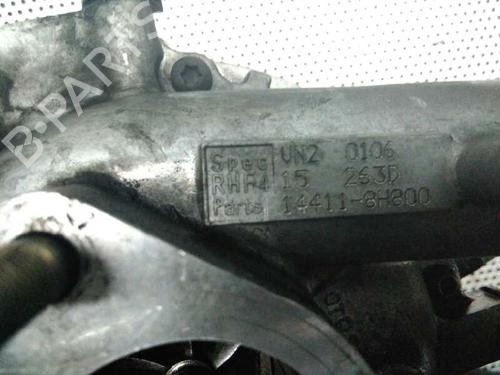 B-PARTS
Spec VN2 0106
RHF4 15 263D
Parts 14411-8H800